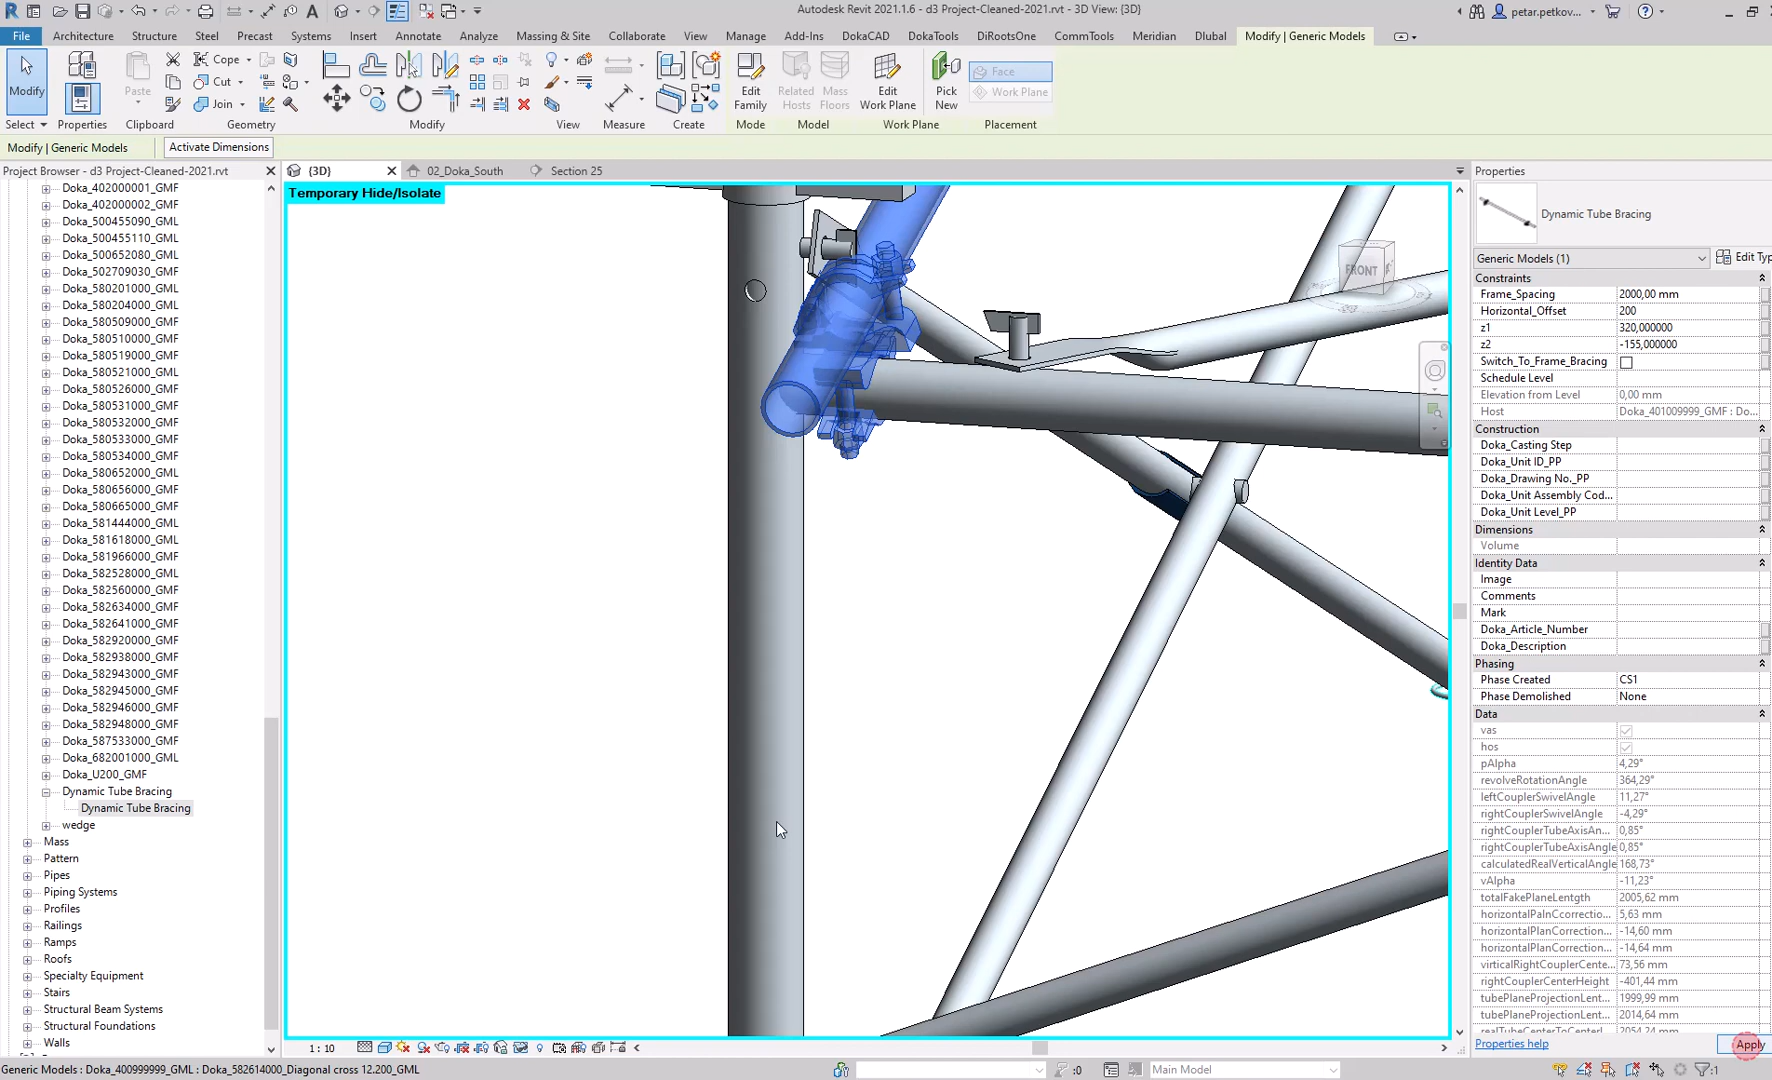 Autodesk Revit 2021.1.6 - d3 Project-Cleaned-2021.rvt - 3D View: {3D}
petar.petkov...
File Architecture Structure Steel Precast Systems Insert Annotate Analyze Massing & Site Collaborate View Manage Add-Ins DokaCAD DokaTools DiRootsOne CommTools Meridian Dlubal Modify | Generic Models
Modify
Paste
Cope
Cut
Join
Edit Family
Related Hosts
Mass Floors
Edit Work Plane
Pick New
Face
Work Plane
Select Properties Clipboard Geometry Modify View Measure Create Mode Model Work Plane Placement
Modify | Generic Models
Activate Dimensions
Project Browser - d3 Project-Cleaned-2021.rvt
Doka_402000001_GMF
Doka_402000002_GMF
Doka_500455090_GML
Doka_500455110_GML
Doka_500652080_GML
Doka_502709030_GMF
Doka_580201000_GMF
Doka_580204000_GMF
Doka_580509000_GMF
Doka_580510000_GMF
Doka_580519000_GMF
Doka_580521000_GMF
Doka_580526000_GMF
Doka_580531000_GMF
Doka_580532000_GMF
Doka_580533000_GMF
Doka_580534000_GMF
Doka_580652000_GML
Doka_580656000_GMF
Doka_580665000_GMF
Doka_581444000_GML
Doka_581618000_GML
Doka_581966000_GMF
Doka_582528000_GML
Doka_582560000_GMF
Doka_582634000_GMF
Doka_582641000_GMF
Doka_582920000_GMF
Doka_582938000_GMF
Doka_582943000_GMF
Doka_582945000_GMF
Doka_582946000_GMF
Doka_582948000_GMF
Doka_587533000_GMF
Doka_682001000_GML
Doka_U200_GMF
Dynamic Tube Bracing
Dynamic Tube Bracing
wedge
Mass
Pattern
Pipes
Piping Systems
Profiles
Railings
Ramps
Roofs
Specialty Equipment
Stairs
Structural Beam Systems
Structural Foundations
Walls
{3D}
02_Doka_South
Section 25
Temporary Hide/Isolate
FRONT
1 : 10
Properties
Dynamic Tube Bracing
Generic Models (1)
Edit Typ
Constraints
Frame_Spacing 2000,00 mm
Horizontal_Offset 200
z1 320,000000
z2 -155,000000
Switch_To_Frame_Bracing
Schedule Level
Elevation from Level 0,00 mm
Host Doka_401009999_GMF : Do...
Construction
Doka_Casting Step
Doka_Unit ID_PP
Doka_Drawing No._PP
Doka_Unit Assembly Cod...
Doka_Unit Level_PP
Dimensions
Volume
Identity Data
Image
Comments
Mark
Doka_Article_Number
Doka_Description
Phasing
Phase Created CS1
Phase Demolished None
Data
vas
hos
pAlpha 4,29°
revolveRotationAngle 364,29°
leftCouplerSwivelAngle 11,27°
rightCouplerSwivelAngle -4,29°
rightCouplerTubeAxisAn... 0,85°
rightCouplerTubeAxisAngle 0,85°
calculatedRealVerticalAngle 168,73°
vAlpha -11,23°
totalFakePlaneLentgth 2005,62 mm
horizontalPalnCcorrectio... 5,63 mm
horizontalPlanCorrection... -14,60 mm
horizontalPlanCorrection... -14,64 mm
virticalRightCouplerCente... 73,56 mm
rightCouplerCenterHeight -401,44 mm
tubePlaneProjectionLent... 1999,99 mm
tubePlaneProjectionLent... 2014,64 mm
realTubeCenterToCenterl... 2054,24 mm
Properties help
Apply
Generic Models : Doka_400999999_GML : Doka_582614000_Diagonal cross 12.200_GML
:0
Main Model
:1